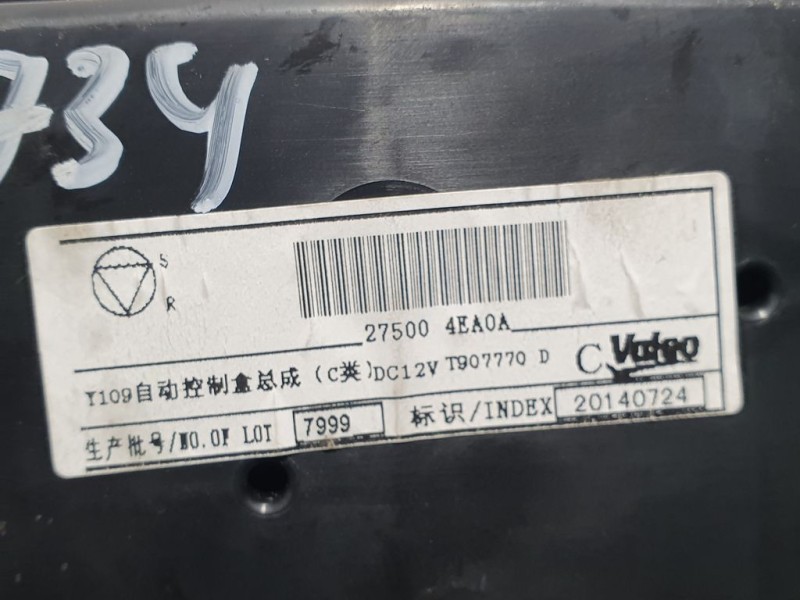 734
S
R
27500 4EA0A
Y109自动控制盒总成（C类）DC12V T907770 D C Valeo
生产批号/NO.OF LOT 7999 标识/INDEX 20140724